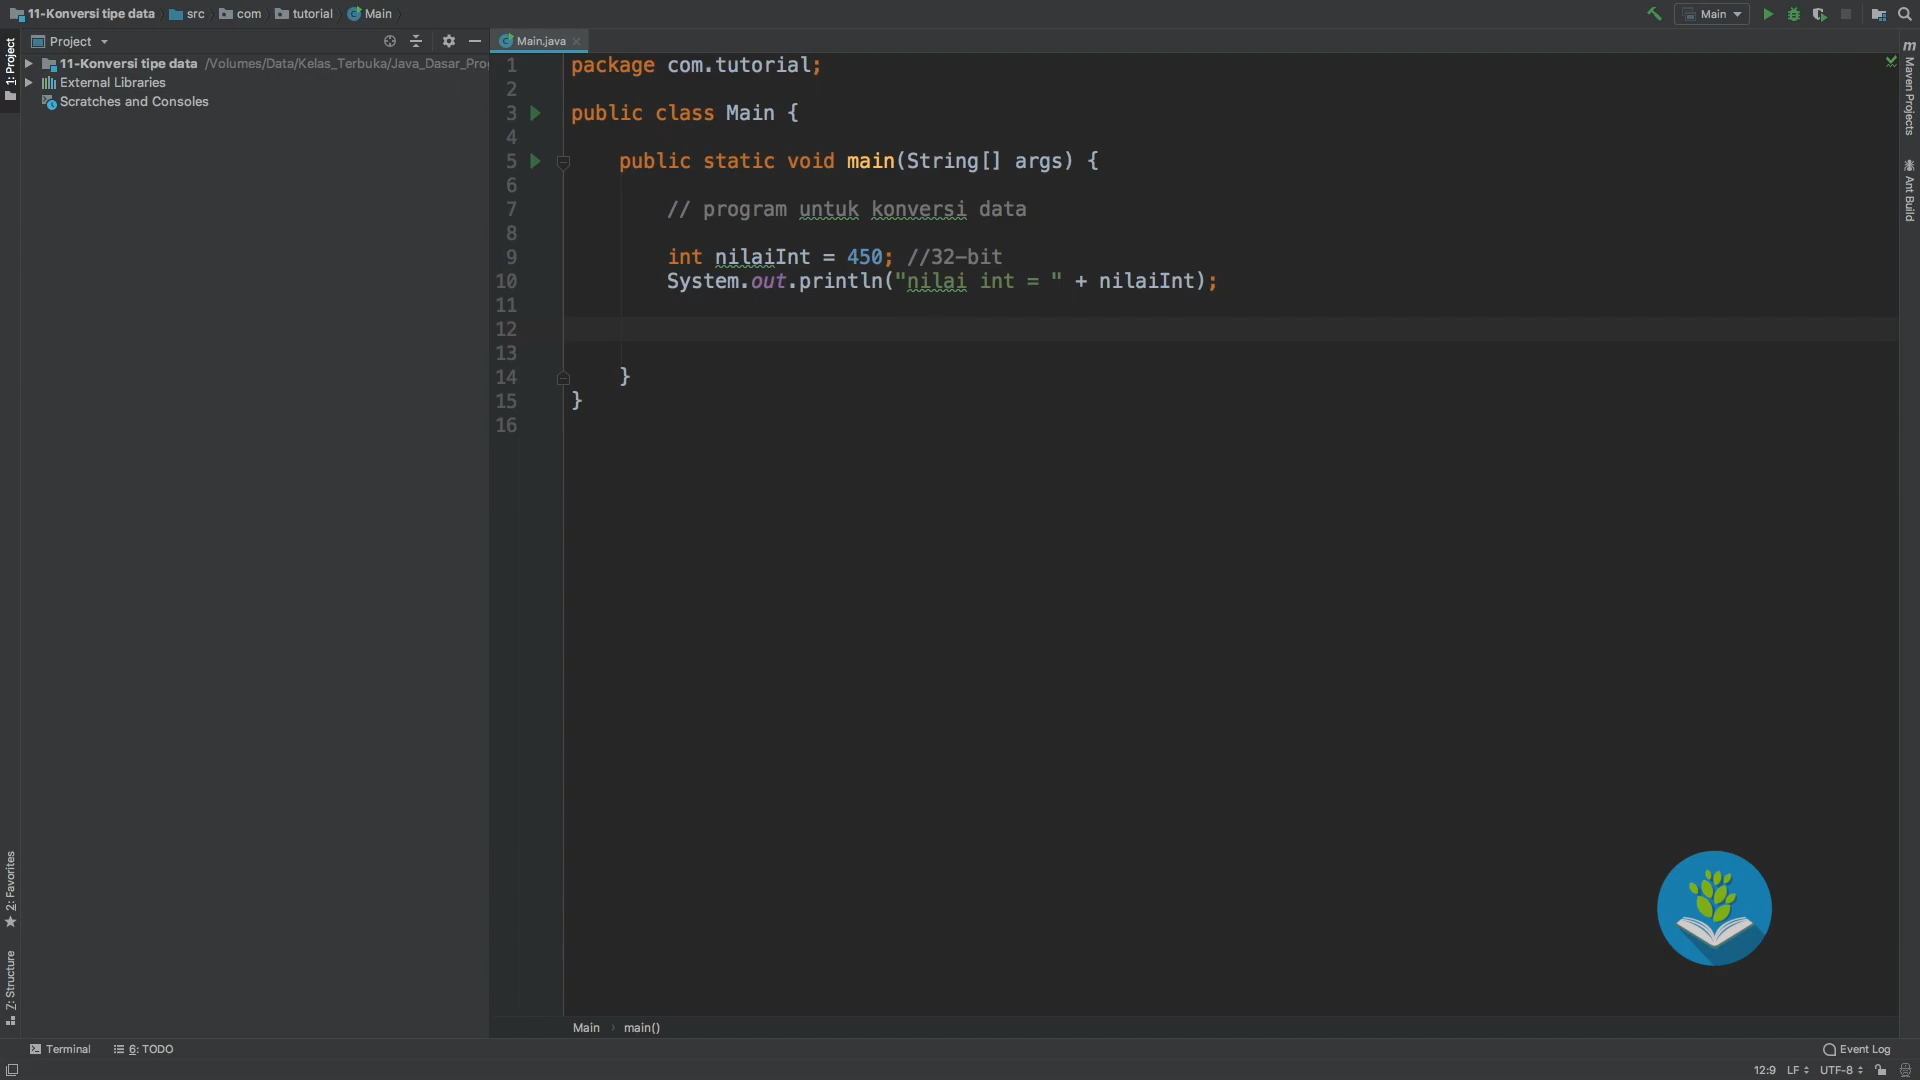 11-Konversi tipe data src com tutorial Main Main
Project Main.java
1: Project
11-Konversi tipe data /Volumes/Data/Kelas_Terbuka/Java_Dasar_Pro
External Libraries
Scratches and Consoles
1 package com.tutorial;
2
3 public class Main {
4
5 public static void main(String[] args) {
6
7 // program untuk konversi data
8
9 int nilaiInt = 450; //32-bit
10 System.out.println("nilai int = " + nilaiInt);
11
12
13
14 }
15 }
16
m Maven Projects
Ant Build
2: Favorites
Z: Structure
Main main()
Terminal 6: TODO Event Log
12:9 LF UTF-8